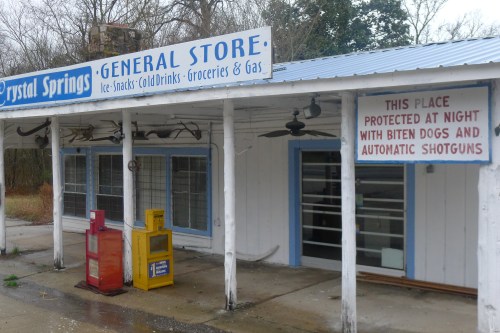 Crystal Springs
·GENERAL STORE·
Ice·Snacks·Cold Drinks·Groceries & Gas
THIS PLACE
PROTECTED AT NIGHT
WITH BITEN DOGS AND
AUTOMATIC SHOTGUNS